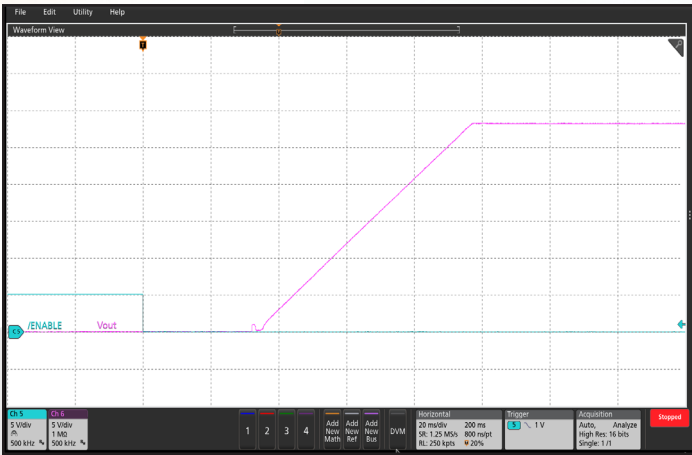 File Edit Utility Help
Waveform View
T
C5 /ENABLE Vout
Ch 5
5 V/div
500 kHz
Ch 6
5 V/div
1 MΩ
500 kHz
1 2 3 4
Add New Math
Add New Ref
Add New Bus
DVM
Horizontal
20 ms/div 200 ms
SR: 1.25 MS/s 800 ns/pt
RL: 250 kpts 20%
Trigger
5 1 V
Acquisition
Auto, Analyze
High Res: 16 bits
Single: 1 /1
Stopped